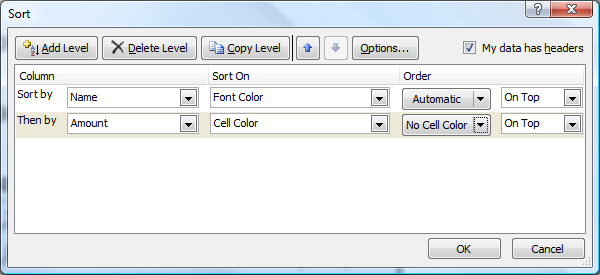 Sort
Add Level Delete Level Copy Level Options... My data has headers
Column Sort On Order
Sort by Name Font Color Automatic On Top
Then by Amount Cell Color No Cell Color On Top
OK Cancel